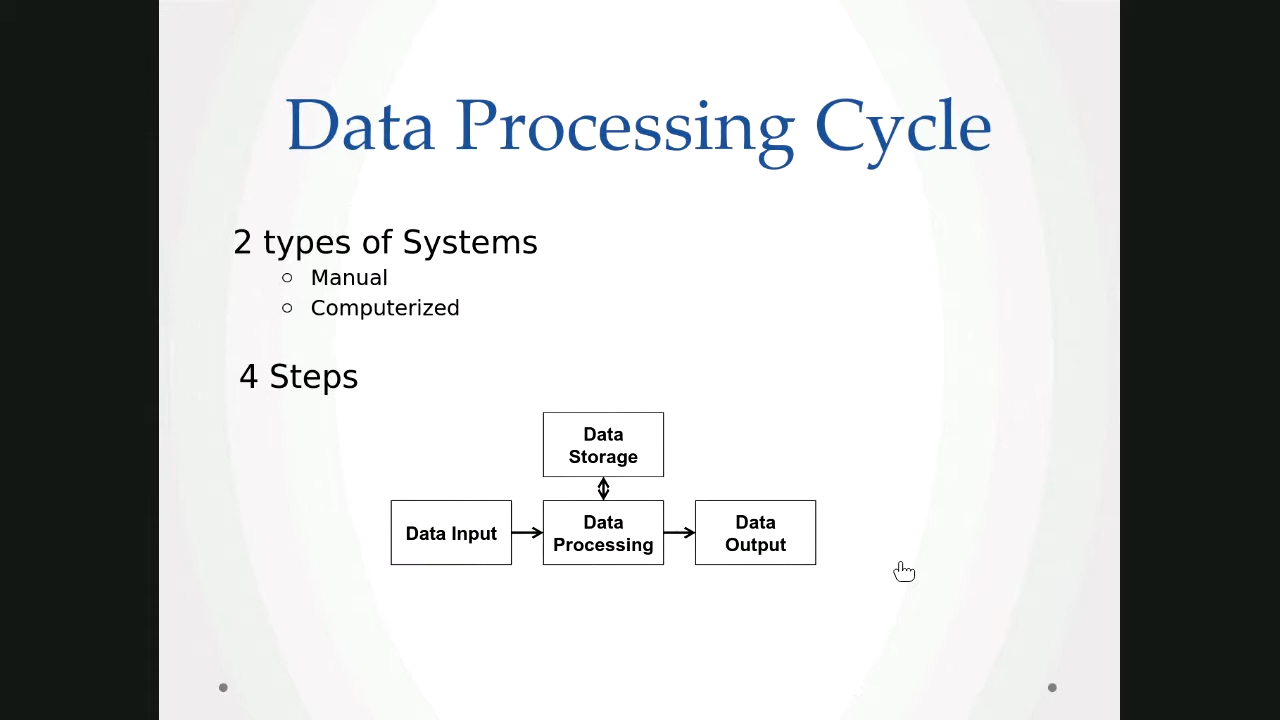 Data Processing Cycle
2 types of Systems
Manual
Computerized
4 Steps
Data
Storage
Data Input
Data
Processing
Data
Output